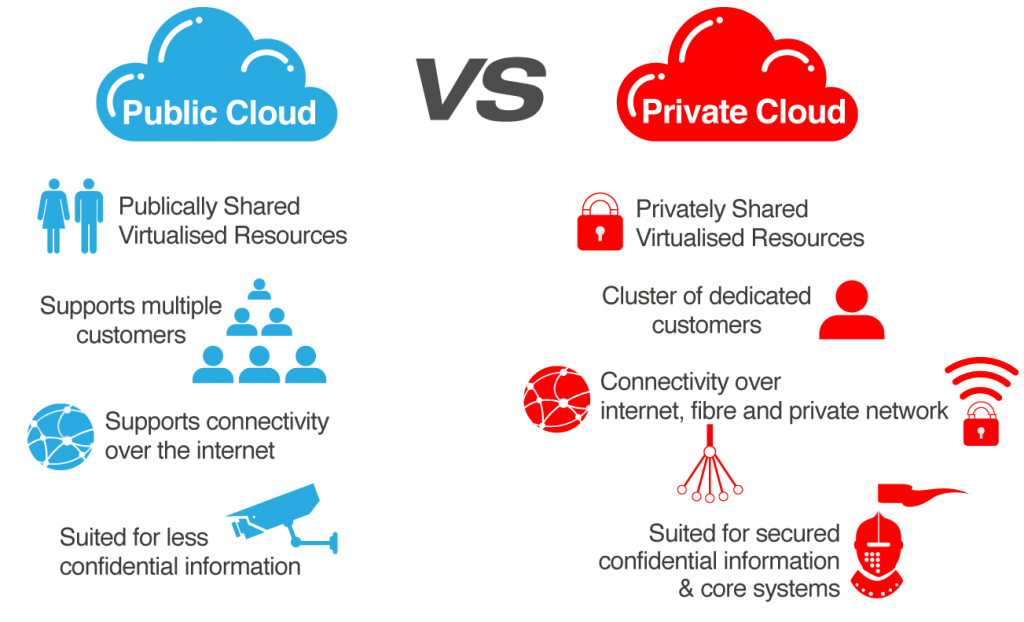 Public Cloud
VS
Private Cloud
Publically Shared
Virtualised Resources
Supports multiple
customers
Supports connectivity
over the internet
Suited for less
confidential information
Privately Shared
Virtualised Resources
Cluster of dedicated
customers
Connectivity over
internet, fibre and private network
Suited for secured
confidential information
& core systems